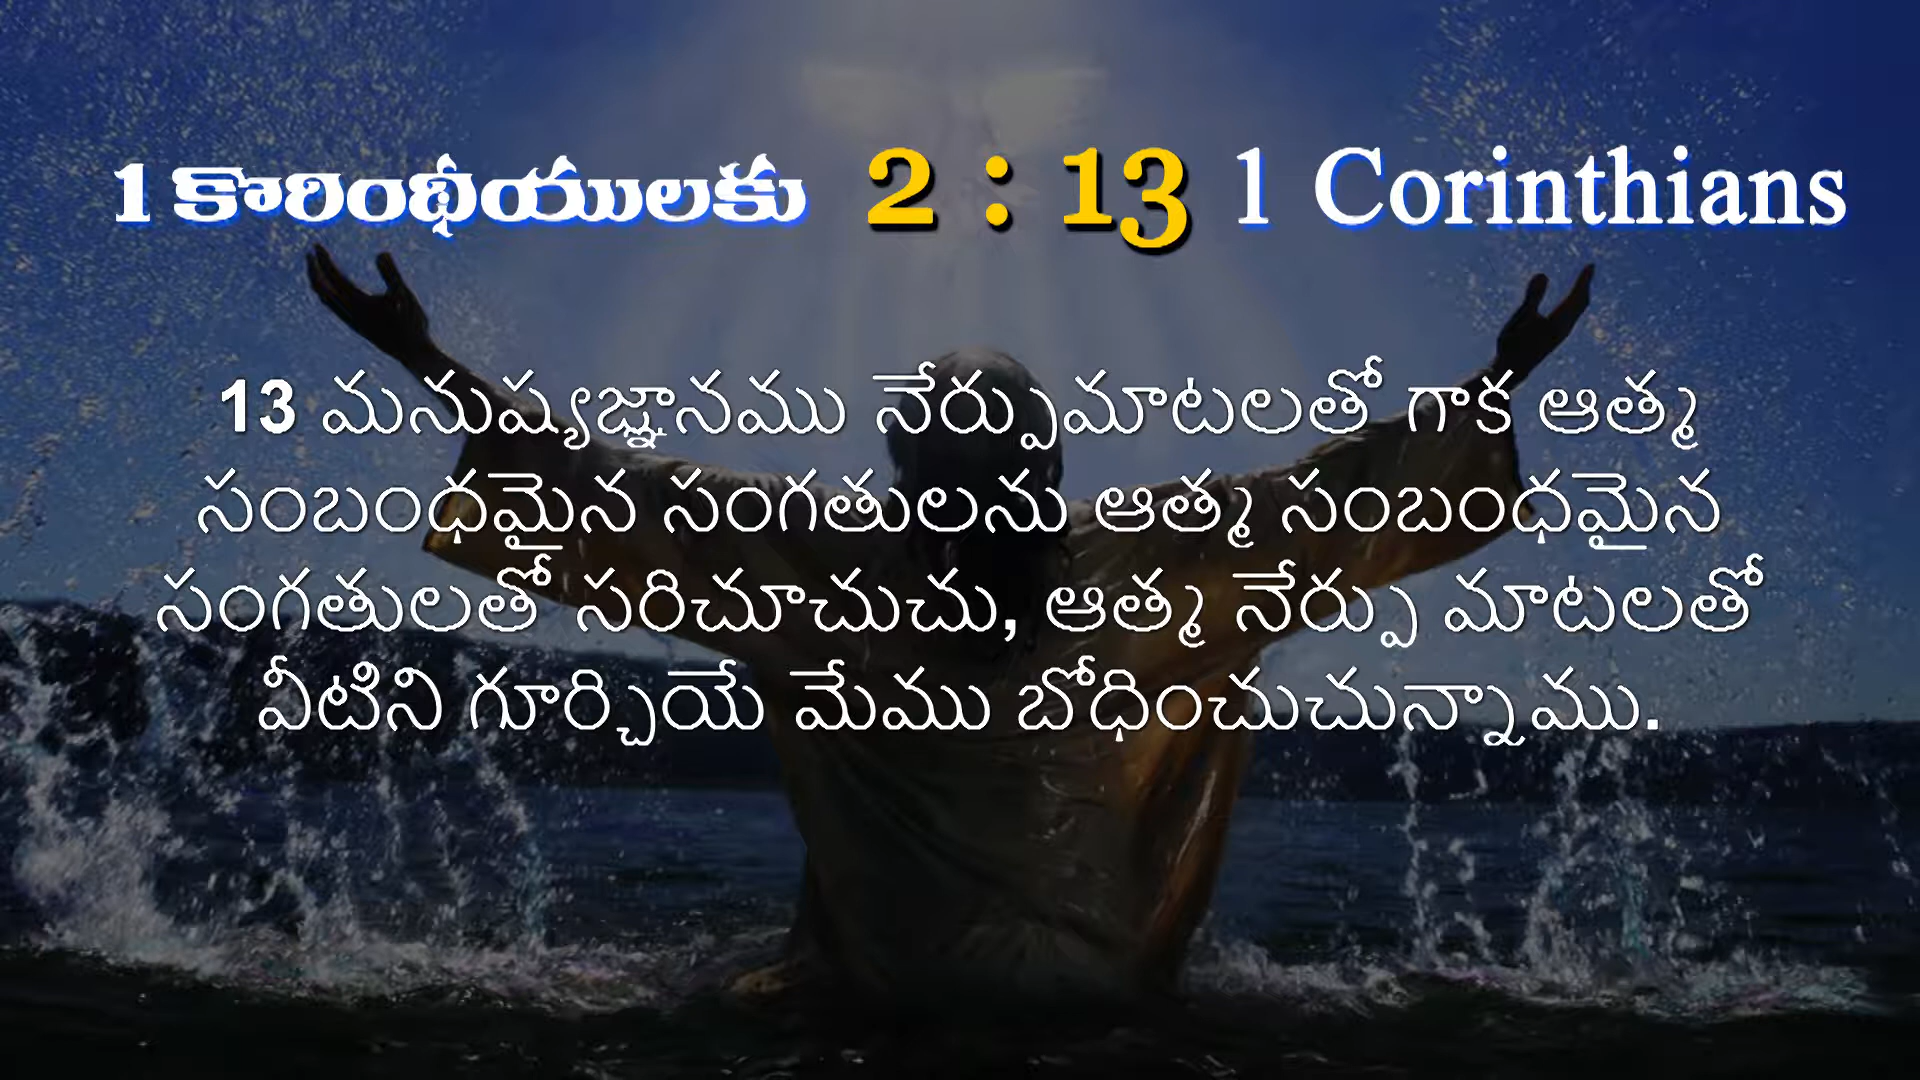 1 కొరింథీయులకు 2 : 13 1 Corinthians
13 మనుష్యజ్ఞానము నేర్పుమాటలతో గాక ఆత్మ
సంబంధమైన సంగతులను ఆత్మ సంబంధమైన
సంగతులతో సరిచూచుచు, ఆత్మ నేర్పు మాటలతో
వీటిని గూర్చియే మేము బోధించుచున్నాము.